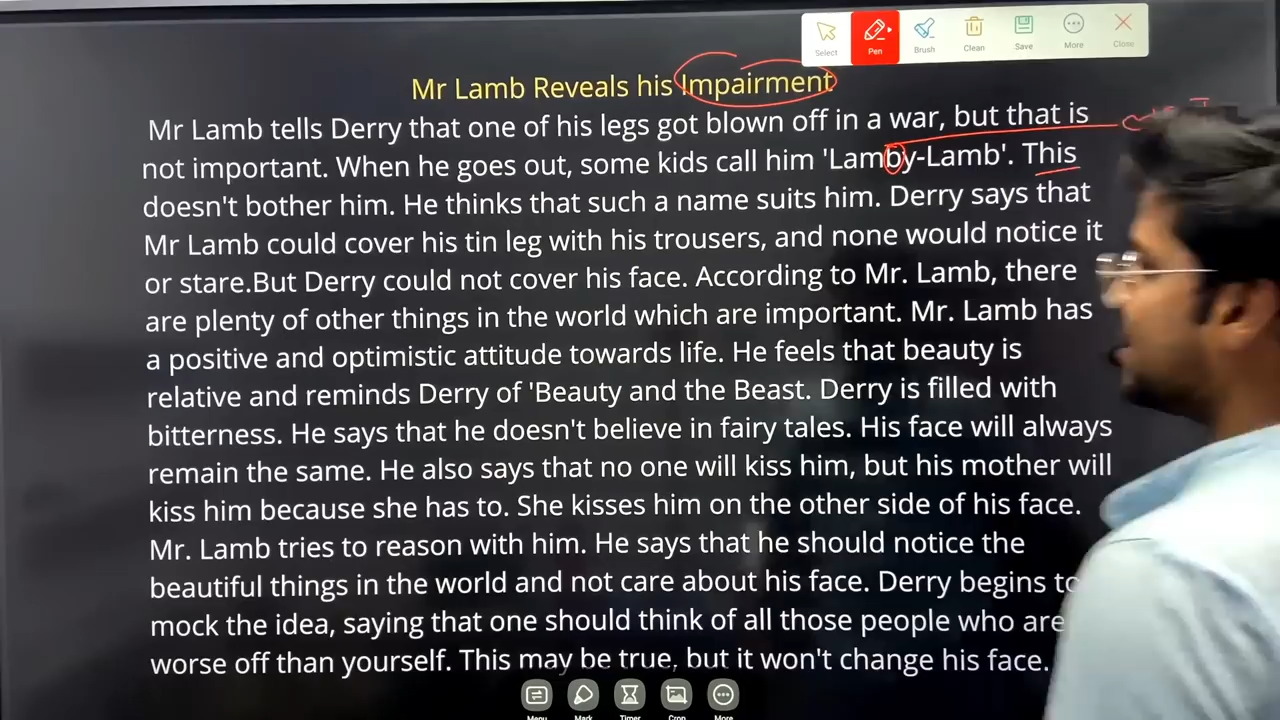 Select Pen Brush Clean Save More Close
Mr Lamb Reveals his Impairment
Mr Lamb tells Derry that one of his legs got blown off in a war, but that is
not important. When he goes out, some kids call him 'Lamby-Lamb'. This
doesn't bother him. He thinks that such a name suits him. Derry says that
Mr Lamb could cover his tin leg with his trousers, and none would notice it
or stare.But Derry could not cover his face. According to Mr. Lamb, there
are plenty of other things in the world which are important. Mr. Lamb has
a positive and optimistic attitude towards life. He feels that beauty is
relative and reminds Derry of 'Beauty and the Beast. Derry is filled with
bitterness. He says that he doesn't believe in fairy tales. His face will always
remain the same. He also says that no one will kiss him, but his mother will
kiss him because she has to. She kisses him on the other side of his face.
Mr. Lamb tries to reason with him. He says that he should notice the
beautiful things in the world and not care about his face. Derry begins to
mock the idea, saying that one should think of all those people who are
worse off than yourself. This may be true, but it won't change his face.
Menu Mark Timer Crop More